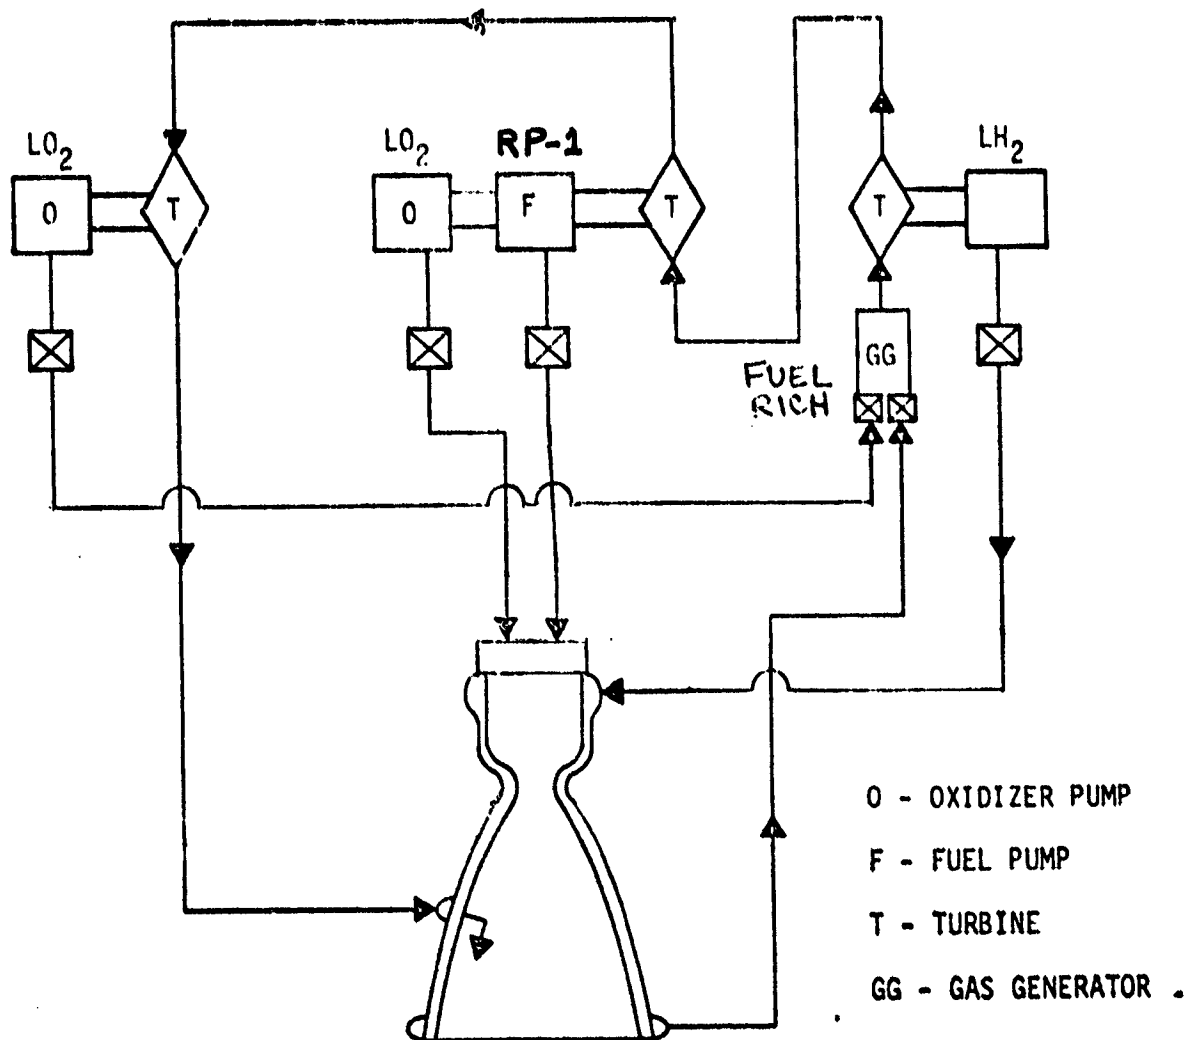 LO2
LO2
RP-1
LH2
O
T
O
F
T
T
GG
FUEL
RICH
O - OXIDIZER PUMP
F - FUEL PUMP
T - TURBINE
GG - GAS GENERATOR